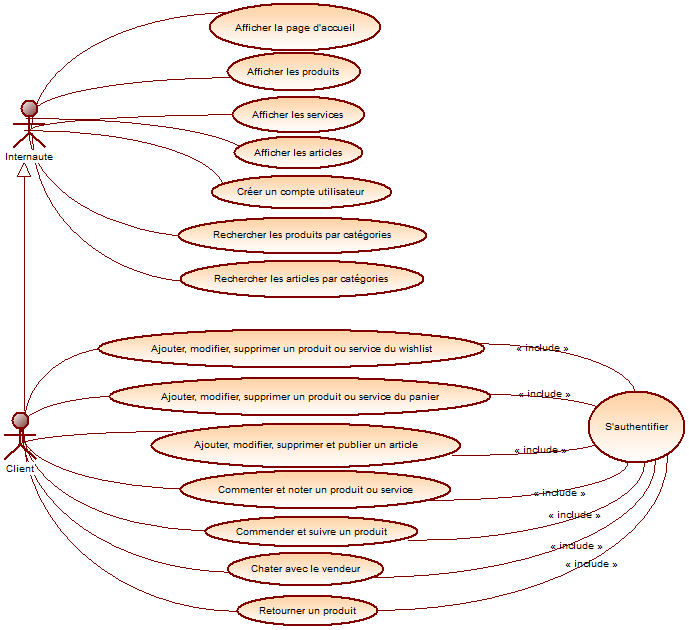 Afficher la page d'accueil
Afficher les produits
Afficher les services
Afficher les articles
Internaute
Créer un compte utilisateur
Rechercher les produits par catégories
Rechercher les articles par catégories
Ajouter, modifier, supprimer un produit ou service du wishlist
« include »
Ajouter, modifier, supprimer un produit ou service du panier
« include »
S'authentifier
Ajouter, modifier, supprimer et publier un article
« include »
Client
Commenter et noter un produit ou service
« include »
Commender et suivre un produit
« include »
Chater avec le vendeur
« include »
« include »
Retourner un produit